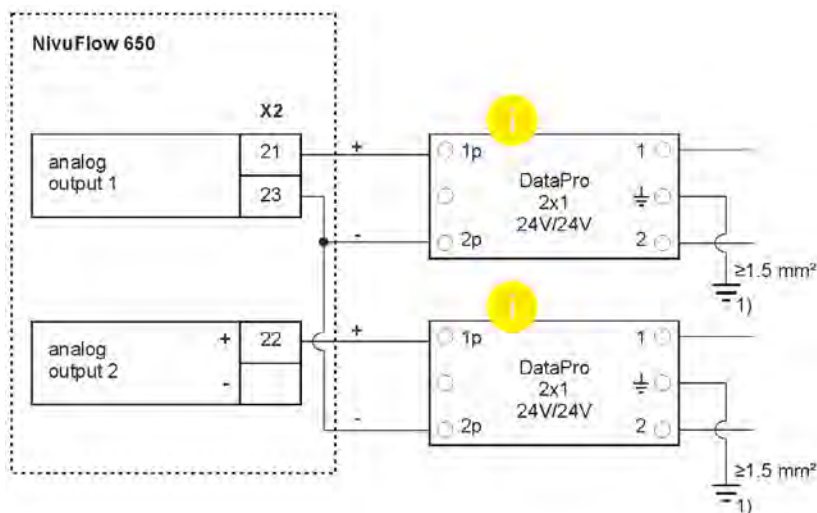 NivuFlow 650
X2
analog
output 1
21
23
+
-
1p
2p
DataPro
2x1
24V/24V
1
2
≥1.5 mm²
1)
analog
output 2
+
-
22
+
-
1p
2p
DataPro
2x1
24V/24V
1
2
≥1.5 mm²
1)